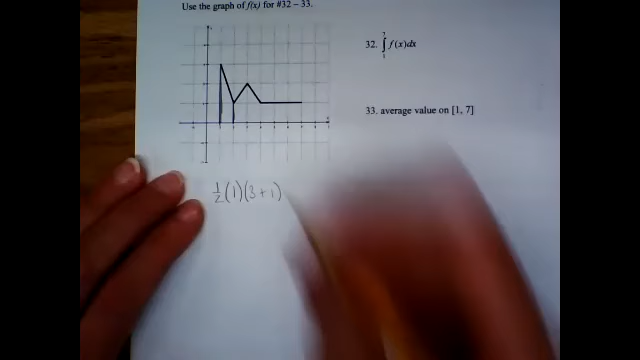 Use the graph of f(x) for #32 – 33.
32. ∫₁⁷ f(x)dx
33. average value on [1, 7]
½(1)(3+1)